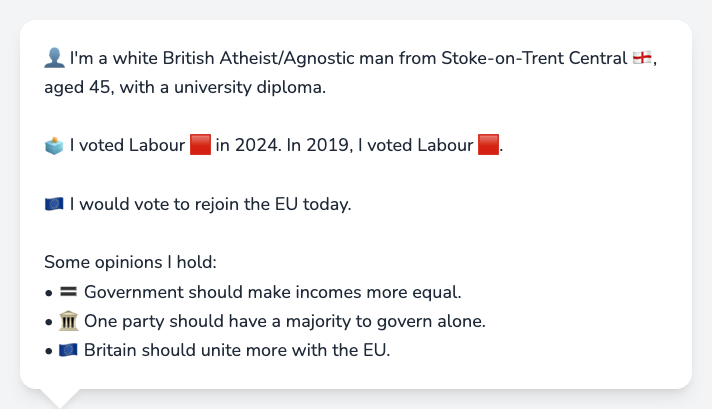 👤 I'm a white British Atheist/Agnostic man from Stoke-on-Trent Central 🏴󠁧󠁢󠁥󠁮󠁧󠁿,
aged 45, with a university diploma.
🗳️ I voted Labour 🟥 in 2024. In 2019, I voted Labour 🟥.
🇪🇺 I would vote to rejoin the EU today.
Some opinions I hold:
• 🟰 Government should make incomes more equal.
• 🏛️ One party should have a majority to govern alone.
• 🇪🇺 Britain should unite more with the EU.